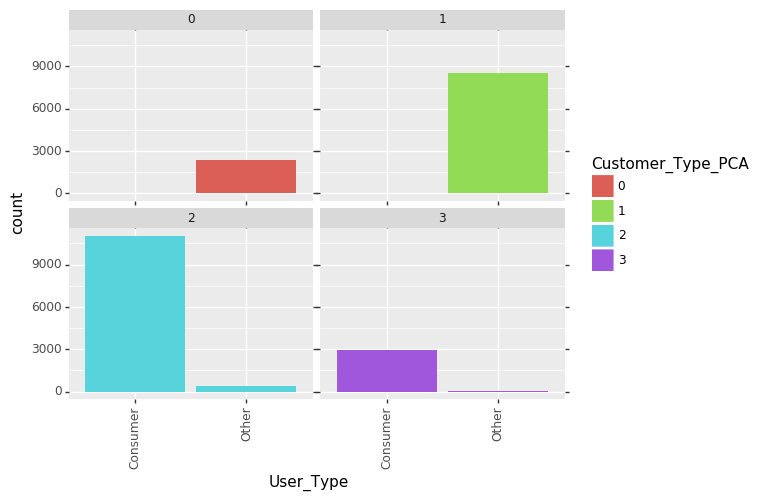 0
1
9000
6000
3000
0
count
2
3
9000
6000
3000
0
Consumer
Other
Consumer
Other
User_Type
Customer_Type_PCA
0
1
2
3